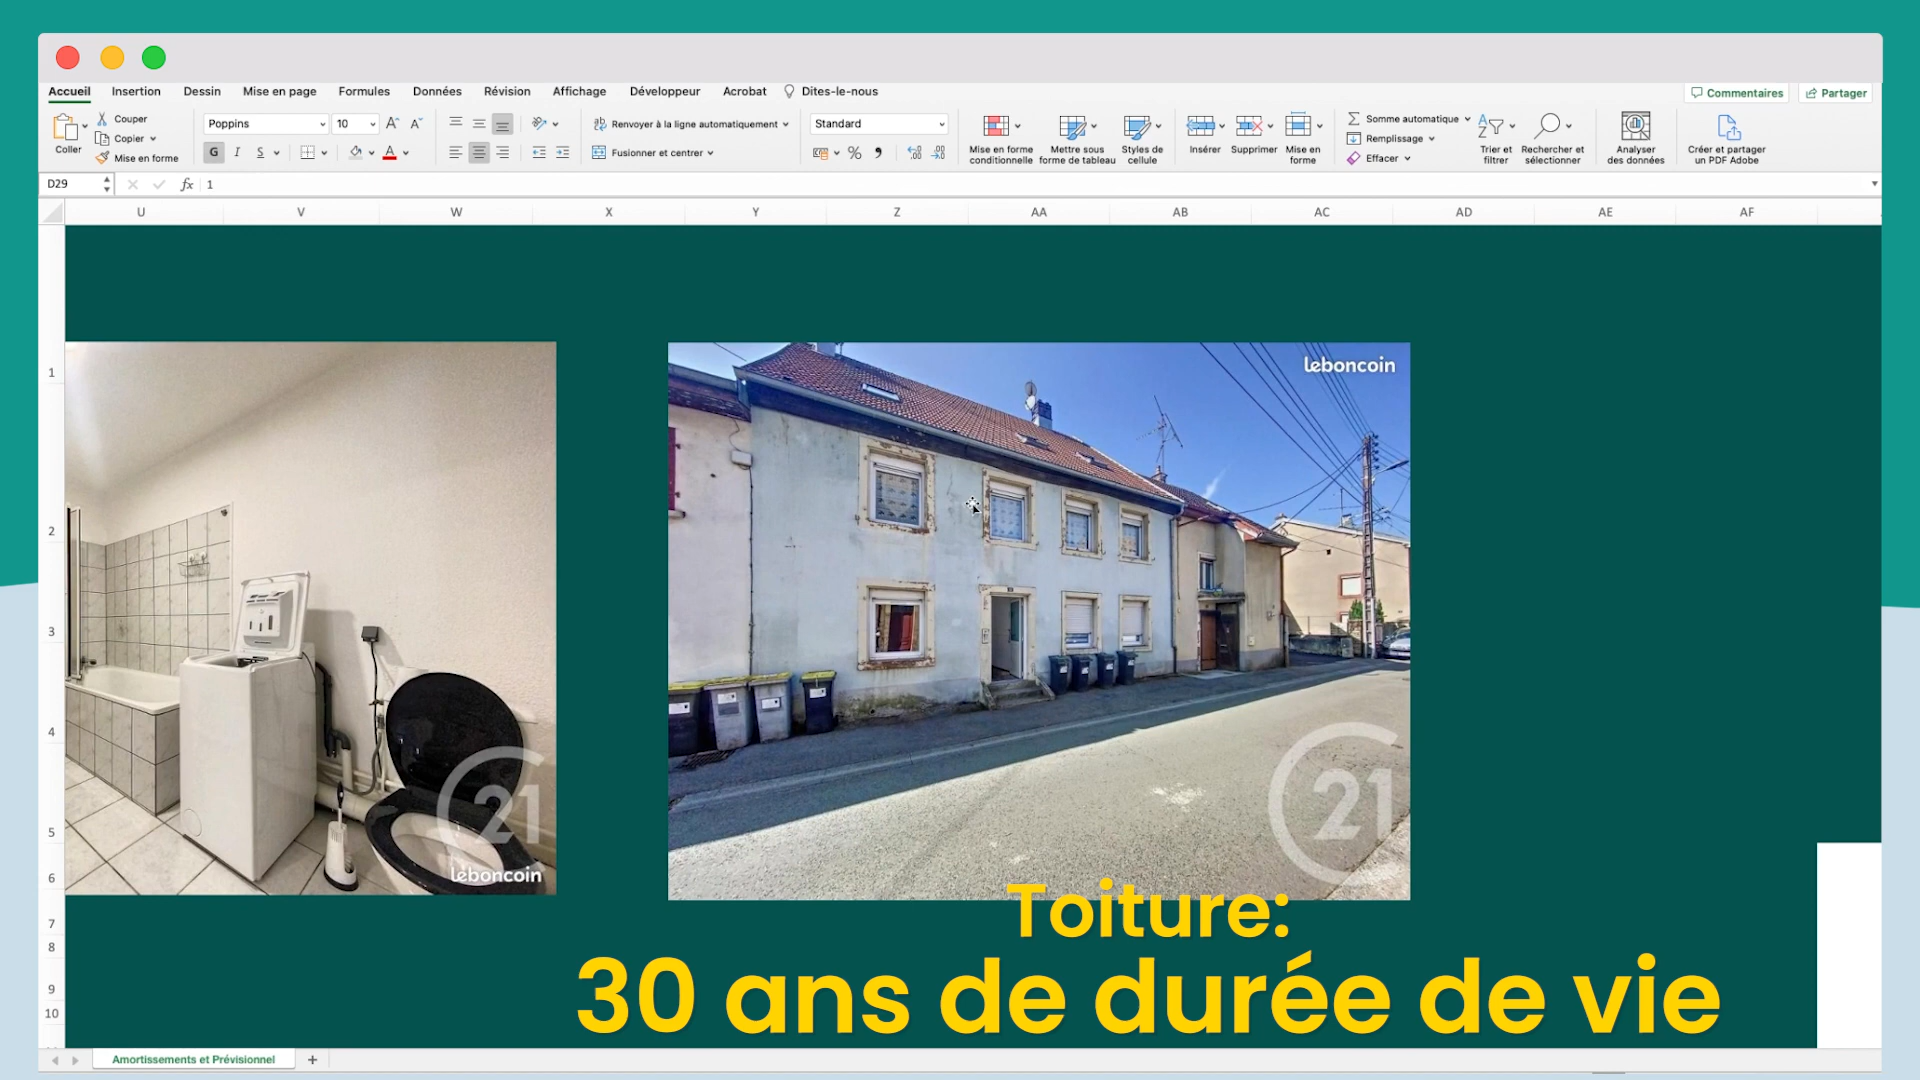 Accueil Insertion Dessin Mise en page Formules Données Révision Affichage Développeur Acrobat Dites-le-nous
Commentaires Partager
Coller
Couper
Copier
Mise en forme
Poppins 10
G I S
Renvoyer à la ligne automatiquement
Fusionner et centrer
Standard
%
Mise en forme conditionnelle
Mettre sous forme de tableau
Styles de cellule
Insérer
Supprimer
Mise en forme
Somme automatique
Remplissage
Effacer
Trier et filtrer
Rechercher et sélectionner
Analyser des données
Créer et partager un PDF Adobe
D29 fx 1
U V W X Y Z AA AB AC AD AE AF
1
2
3
4
5
6
7
8
9
10
leboncoin
21
leboncoin
21
Toiture:
30 ans de durée de vie
Amortissements et Prévisionnel +